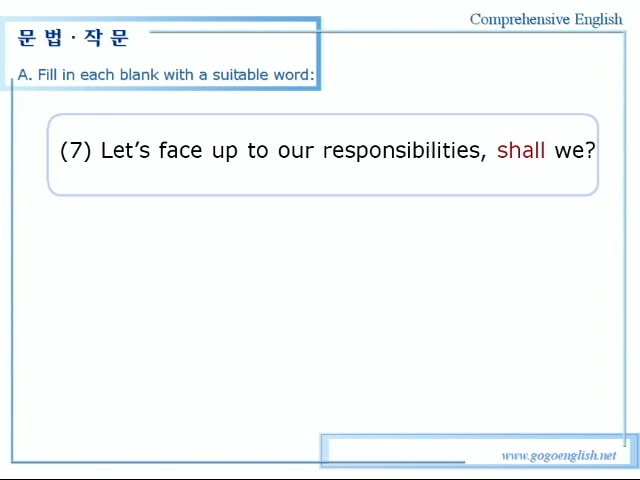 Comprehensive English
문 법 · 작 문
A. Fill in each blank with a suitable word:
(7) Let's face up to our responsibilities, shall we?
www.gogoenglish.net